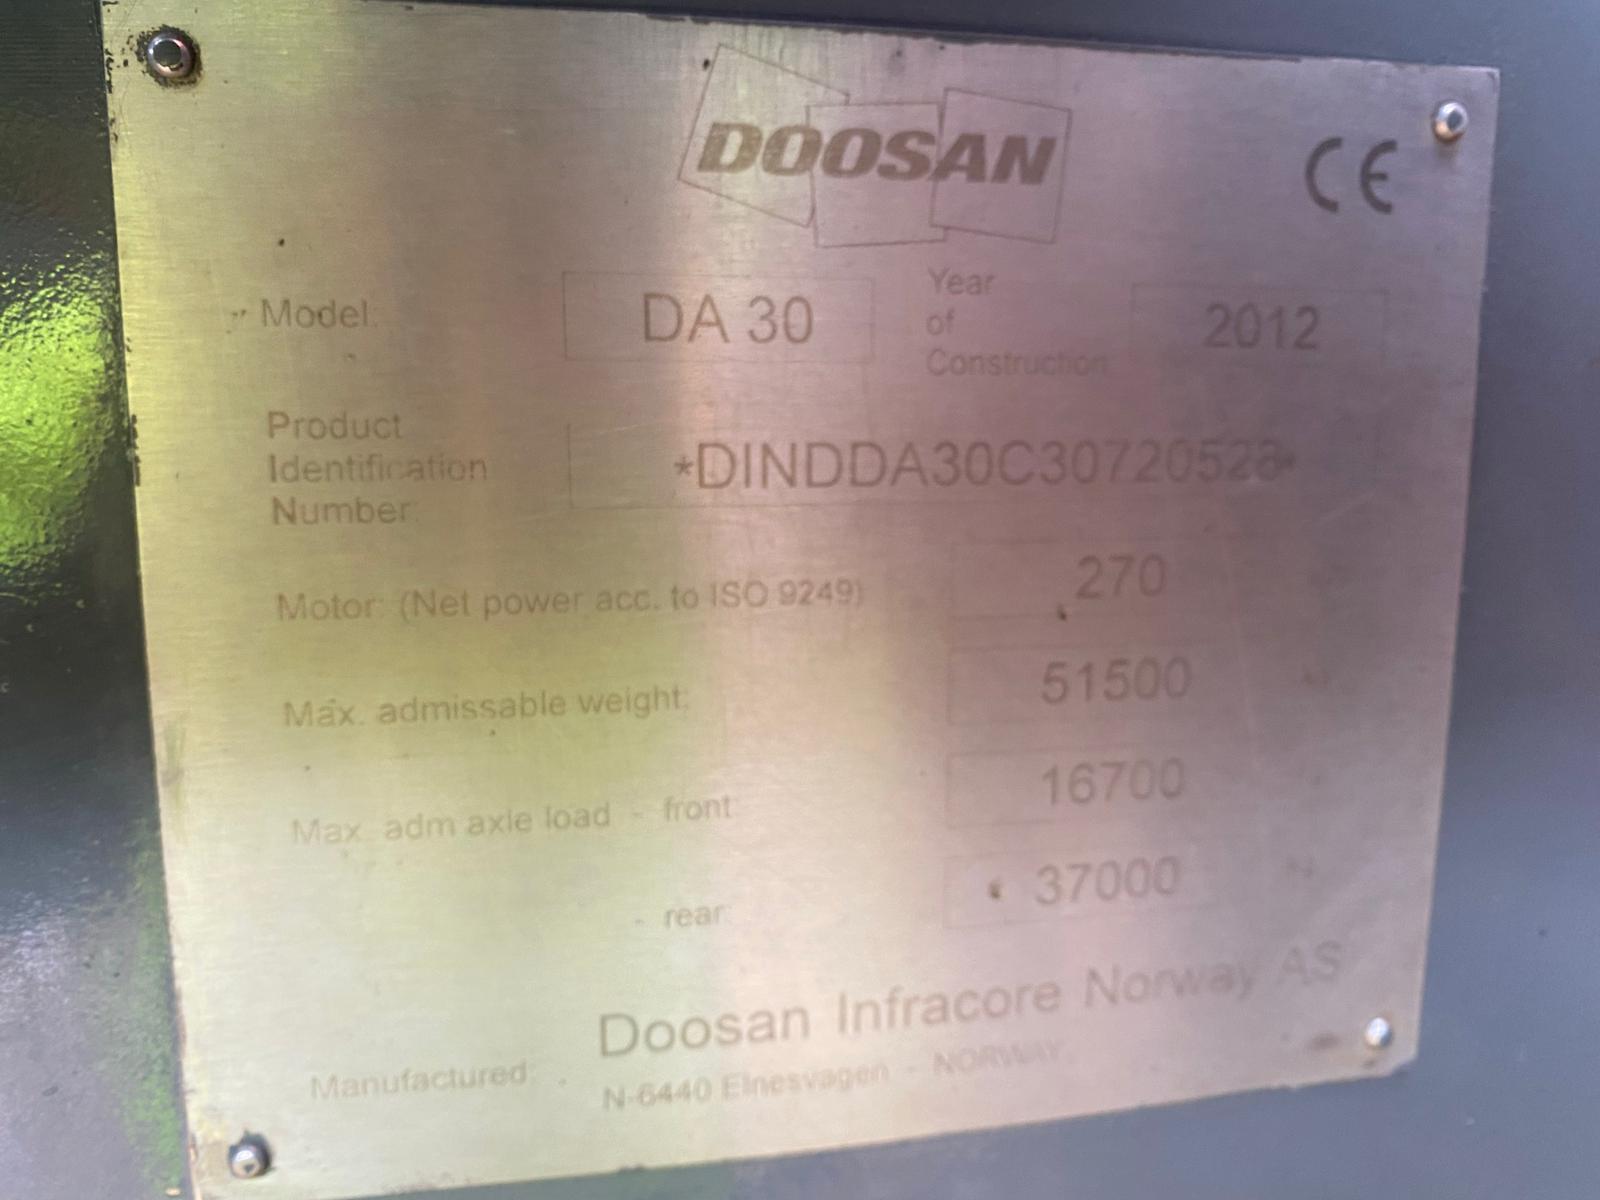 DOOSAN
CE
Model: DA 30 Year of Construction 2012
Product
Identification
Number: *DINDDA30C30720528*
Motor: (Net power acc. to ISO 9249) 270
Max. admissable weight: 51500
Max. adm axle load - front 16700
- rear: 37000
Manufactured: Doosan Infracore Norway AS
N-6440 Elnesvagen - NORWAY